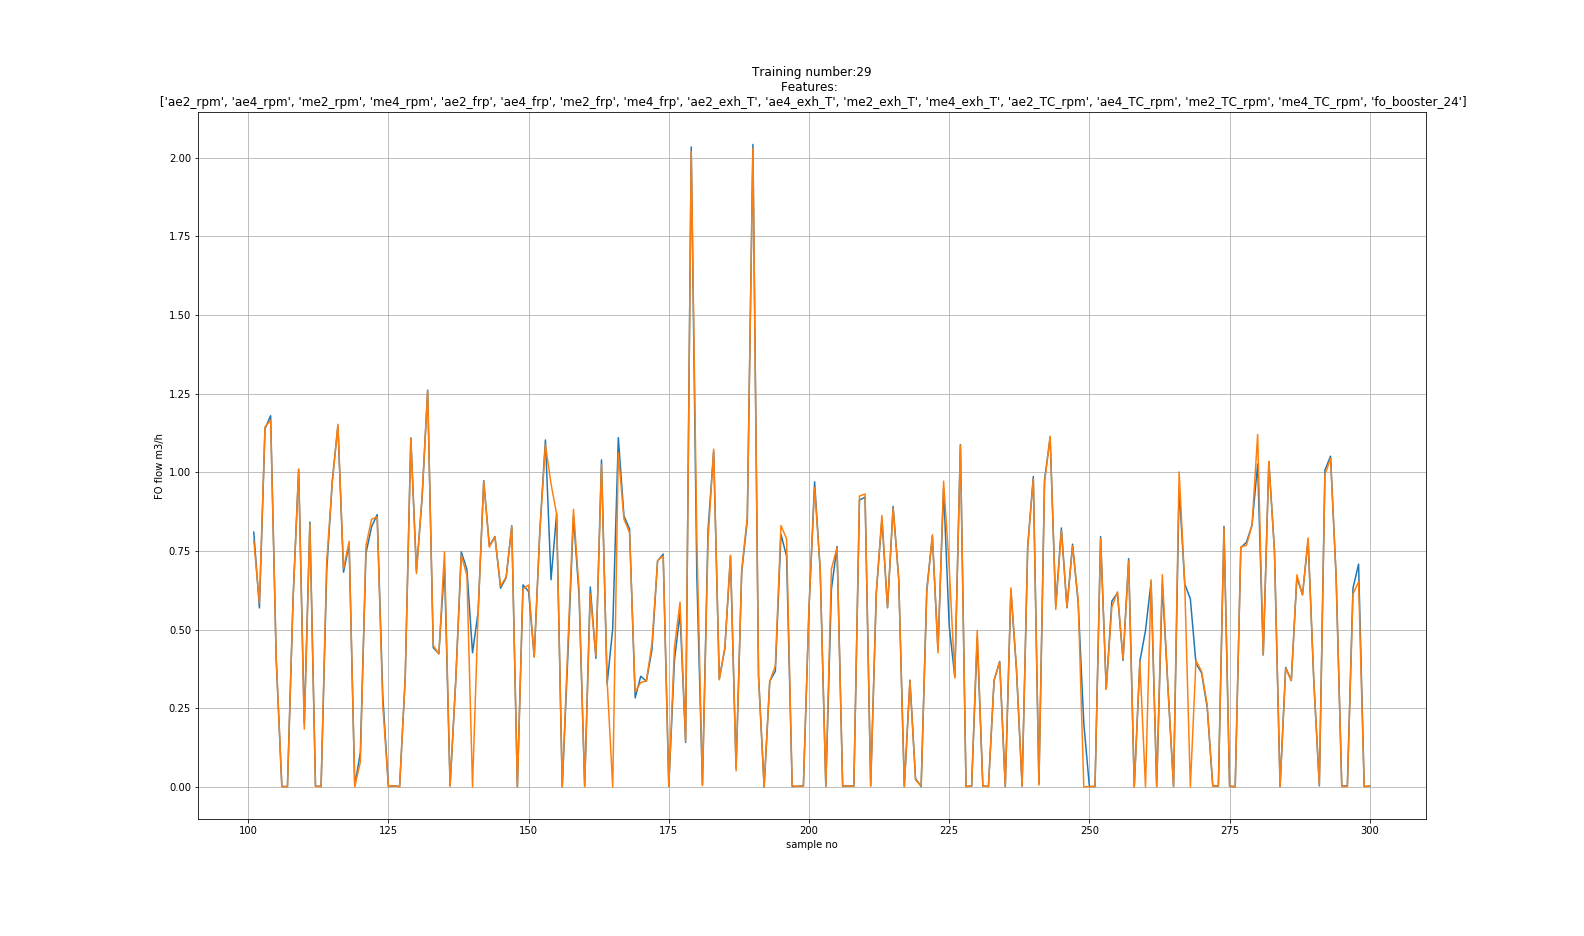 Training number:29
Features:
['ae2_rpm', 'ae4_rpm', 'me2_rpm', 'me4_rpm', 'ae2_frp', 'ae4_frp', 'me2_frp', 'me4_frp', 'ae2_exh_T', 'ae4_exh_T', 'me2_exh_T', 'me4_exh_T', 'ae2_TC_rpm', 'ae4_TC_rpm', 'me2_TC_rpm', 'me4_TC_rpm', 'fo_booster_24']
2.00
1.75
1.50
1.25
1.00
0.75
0.50
0.25
0.00
FO flow m3/h
100 125 150 175 200 225 250 275 300
sample no